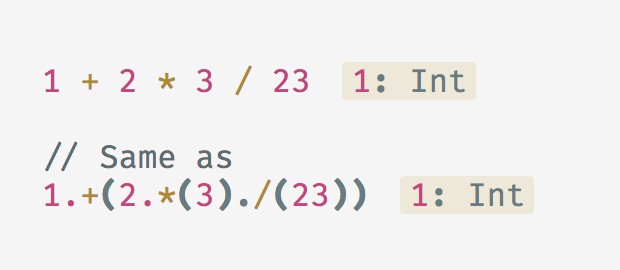 1 + 2 * 3 / 23 1: Int
// Same as
1.+(2.*(3)./(23)) 1: Int